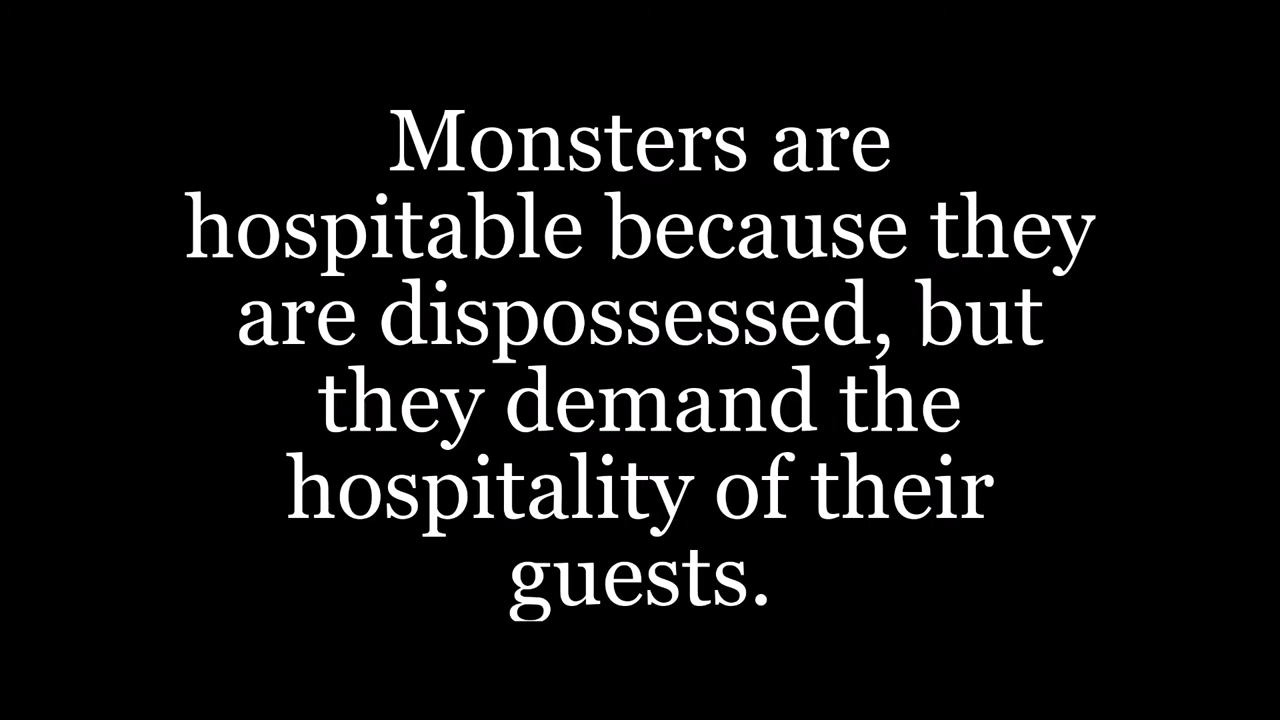 Monsters are
hospitable because they
are dispossessed, but
they demand the
hospitality of their
guests.